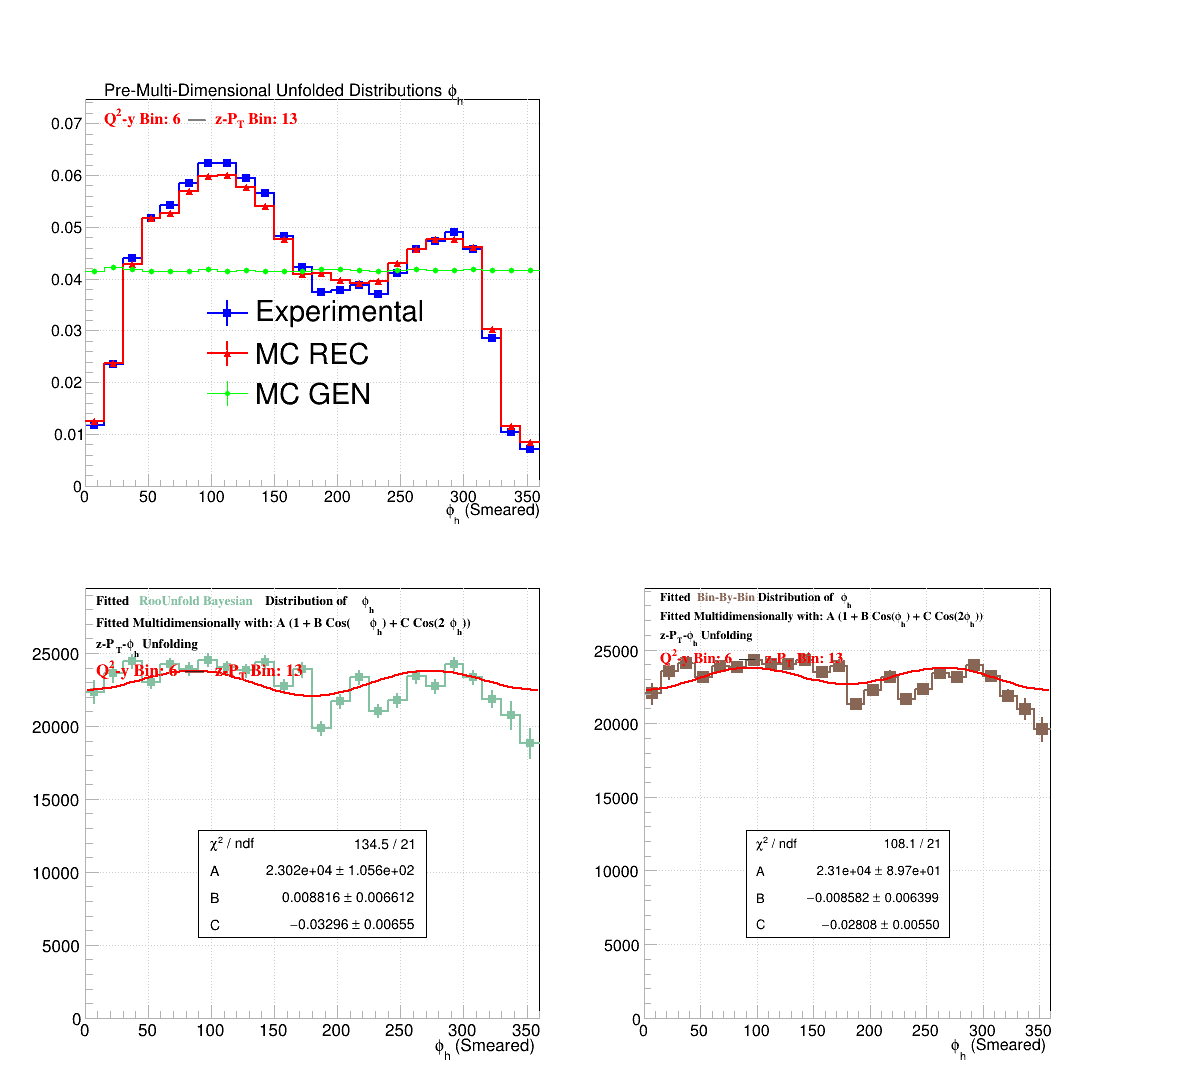 Pre-Multi-Dimensional Unfolded Distributions ϕh
Q²-y Bin: 6 — z-PT Bin: 13
0.07
0.06
0.05
0.04
0.03
0.02
0.01
0
Experimental
MC REC
MC GEN
0 50 100 150 200 250 300 350
ϕh (Smeared)
Fitted RooUnfold Bayesian Distribution of ϕh
Fitted Multidimensionally with: A (1 + B Cos( ϕh) + C Cos(2 ϕh))
z-PT-ϕh Unfolding
Q²-y Bin: 6 — z-PT Bin: 13
25000
20000
15000
10000
5000
0
χ² / ndf 134.5 / 21
A 2.302e+04 ± 1.056e+02
B 0.008816 ± 0.006612
C −0.03296 ± 0.00655
0 50 100 150 200 250 300 350
ϕh (Smeared)
Fitted Bin-By-Bin Distribution of ϕh
Fitted Multidimensionally with: A (1 + B Cos(ϕh) + C Cos(2ϕh))
z-PT-ϕh Unfolding
Q²-y Bin: 6 — z-PT Bin: 13
25000
20000
15000
10000
5000
0
χ² / ndf 108.1 / 21
A 2.31e+04 ± 8.97e+01
B −0.008582 ± 0.006399
C −0.02808 ± 0.00550
0 50 100 150 200 250 300 350
ϕh (Smeared)